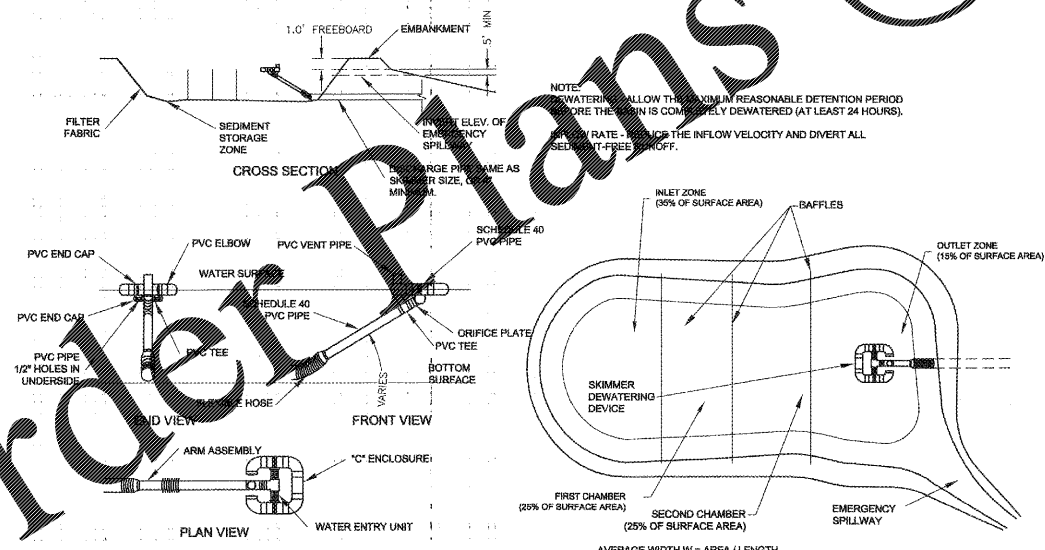 1.0' FREEBOARD
EMBANKMENT
.5' MIN
FILTER
FABRIC
SEDIMENT
STORAGE
ZONE
INVERT ELEV. OF
EMERGENCY
SPILLWAY
CROSS SECTION
DISCHARGE PIPE SAME AS
SKIMMER SIZE, OR 4"
MINIMUM.
NOTE:
DEWATERING - ALLOW THE MAXIMUM REASONABLE DETENTION PERIOD
BEFORE THE BASIN IS COMPLETELY DEWATERED (AT LEAST 24 HOURS).
INFLOW RATE - REDUCE THE INFLOW VELOCITY AND DIVERT ALL
SEDIMENT-FREE RUNOFF.
PVC END CAP
PVC ELBOW
PVC END CAP
PVC PIPE
1/2" HOLES IN
UNDERSIDE
PVC TEE
END VIEW
WATER SURFACE
PVC VENT PIPE
SCHEDULE 40
PVC PIPE
SCHEDULE 40
PVC PIPE
ORIFICE PLATE
PVC TEE
BOTTOM
SURFACE
VARIES
FLEXIBLE HOSE
FRONT VIEW
ARM ASSEMBLY
"C" ENCLOSURE
WATER ENTRY UNIT
PLAN VIEW
INLET ZONE
(35% OF SURFACE AREA)
BAFFLES
OUTLET ZONE
(15% OF SURFACE AREA)
SKIMMER
DEWATERING
DEVICE
FIRST CHAMBER
(25% OF SURFACE AREA)
SECOND CHAMBER
(25% OF SURFACE AREA)
EMERGENCY
SPILLWAY
AVERAGE WIDTH W = AREA / LENGTH
rder Plans